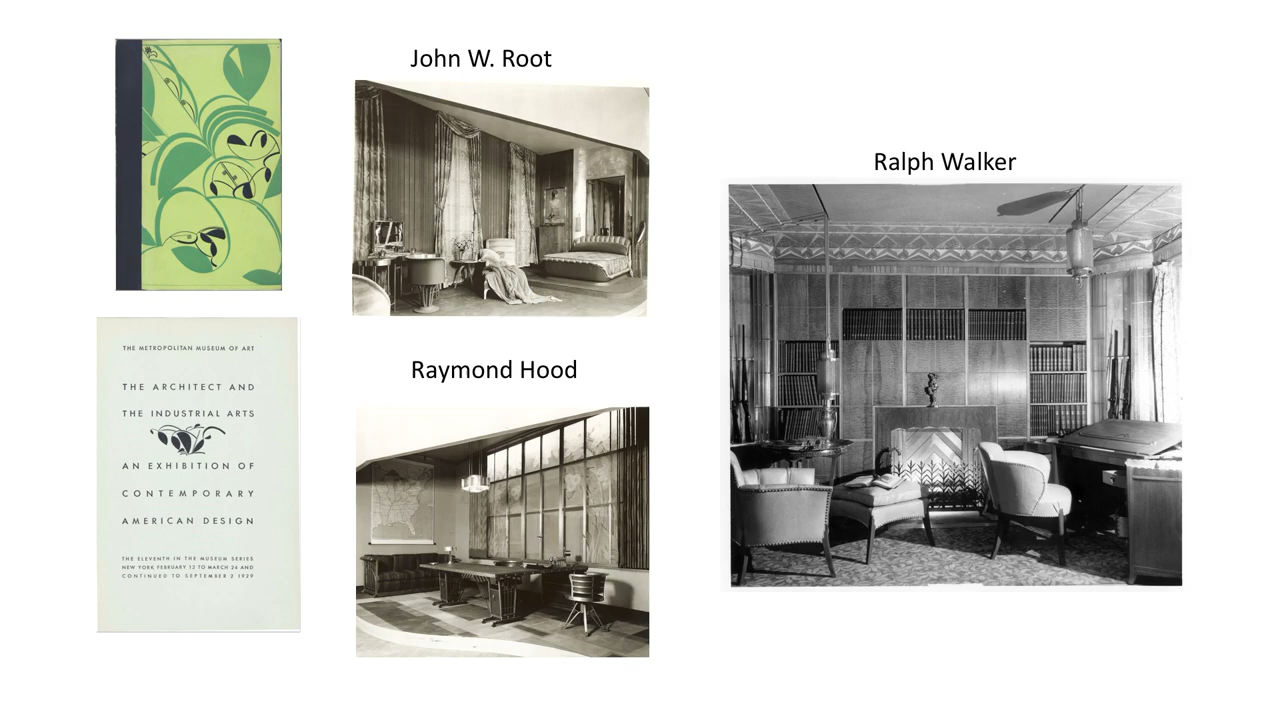 John W. Root
THE METROPOLITAN MUSEUM OF ART
THE ARCHITECT AND
THE INDUSTRIAL ARTS
AN EXHIBITION OF
CONTEMPORARY
AMERICAN DESIGN
THE ELEVENTH IN THE MUSEUM SERIES
NEW YORK FEBRUARY 12 TO MARCH 24 AND
CONTINUED TO SEPTEMBER 2 1929
Raymond Hood
Ralph Walker